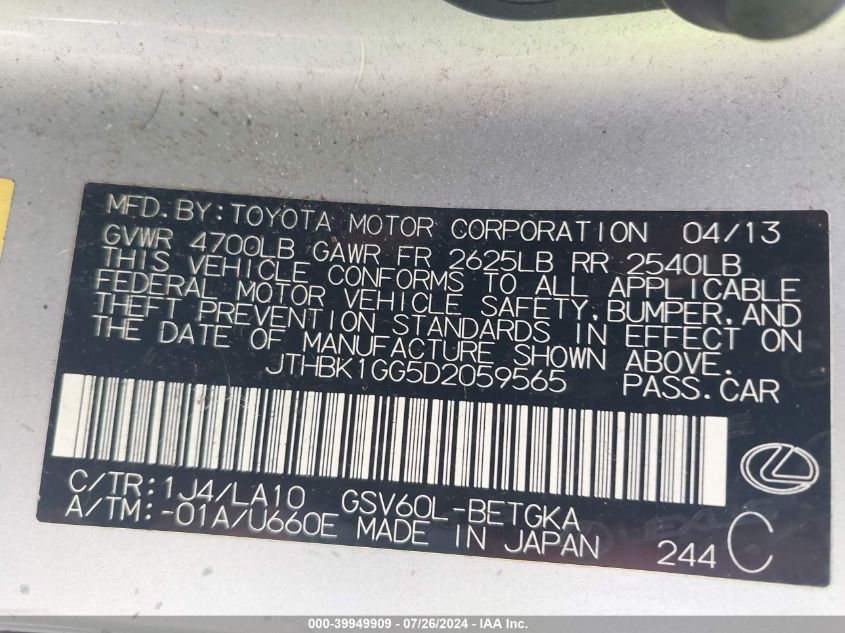 MFD. BY: TOYOTA MOTOR CORPORATION 04/13
GVWR 4700LB GAWR FR 2625LB RR 2540LB
THIS VEHICLE CONFORMS TO ALL APPLICABLE
FEDERAL MOTOR VEHICLE SAFETY, BUMPER, AND
THEFT PREVENTION STANDARDS IN EFFECT ON
THE DATE OF MANUFACTURE SHOWN ABOVE.
JTHBK1GG5D2059565 PASS. CAR
C/TR: 1J4/LA10 GSV60L-BETGKA
A/TM: -01A/U660E MADE IN JAPAN 244 C
000-39949909 - 07/26/2024 - IAA Inc.